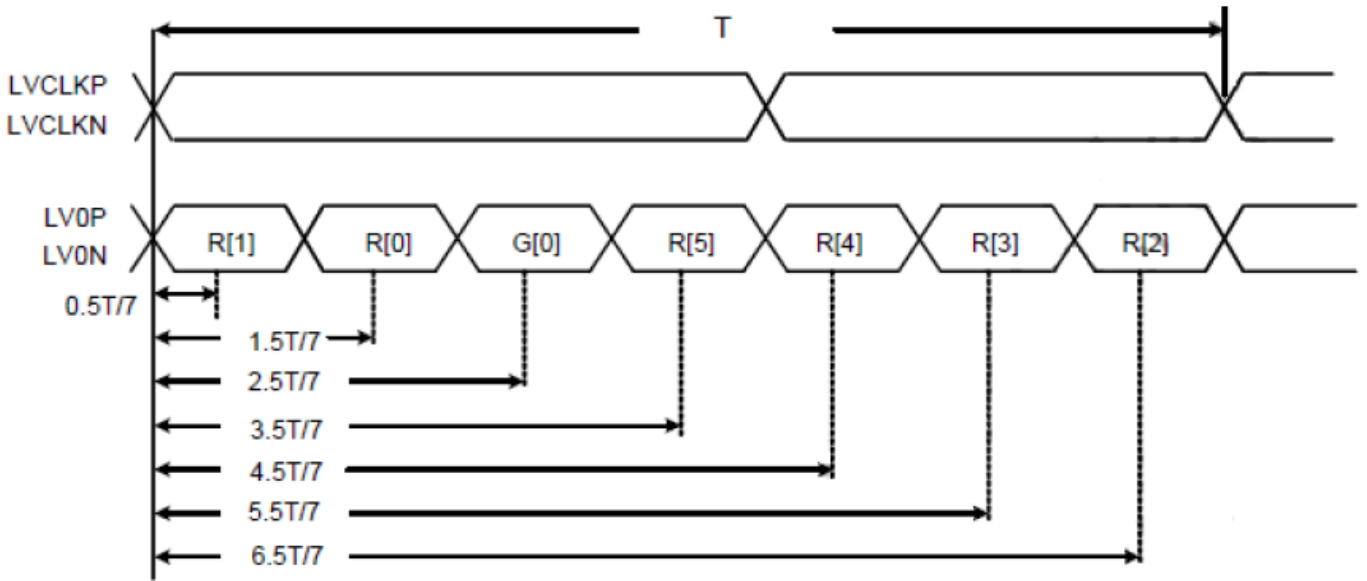 T
LVCLKP
LVCLKN
LV0P
LV0N
R[1] R[0] G[0] R[5] R[4] R[3] R[2]
0.5T/7
1.5T/7
2.5T/7
3.5T/7
4.5T/7
5.5T/7
6.5T/7